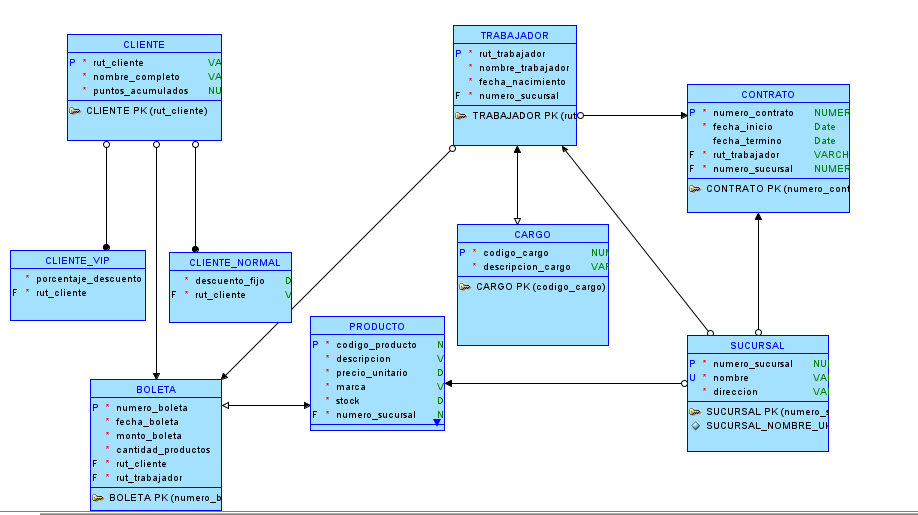 CLIENTE
P * rut_cliente VA
* nombre_completo VA
* puntos_acumulados NU
CLIENTE PK (rut_cliente)
TRABAJADOR
P * rut_trabajador
* nombre_trabajador
* fecha_nacimiento
F * numero_sucursal
TRABAJADOR PK (rut
CONTRATO
P * numero_contrato NUMER
* fecha_inicio Date
fecha_termino Date
F * rut_trabajador VARCH
F * numero_sucursal NUMER
CONTRATO PK (numero_cont
CLIENTE_VIP
* porcentaje_descuento
F * rut_cliente
CLIENTE_NORMAL
* descuento_fijo D
F * rut_cliente V
CARGO
P * codigo_cargo NUM
* descripcion_cargo VAR
CARGO PK (codigo_cargo)
PRODUCTO
P * codigo_producto N
* descripcion V
* precio_unitario D
* marca V
* stock D
F * numero_sucursal N
SUCURSAL
P * numero_sucursal NU
U * nombre VA
* direccion VA
SUCURSAL PK (numero_s
SUCURSAL_NOMBRE_U
BOLETA
P * numero_boleta
* fecha_boleta
* monto_boleta
* cantidad_productos
F * rut_cliente
F * rut_trabajador
BOLETA PK (numero_b